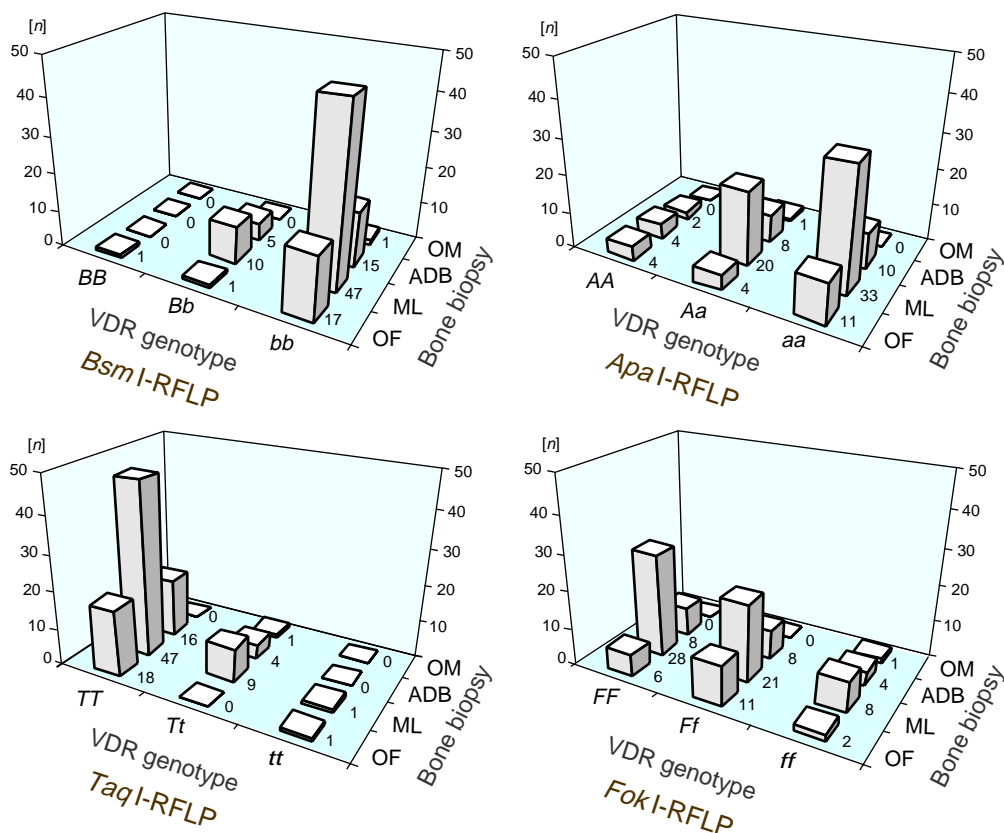 [n]
50
40
30
20
10
0
50
40
30
20
10
0
0
0
1
0
5
10
1
1
15
47
17
BB
Bb
bb
OM
ADB
ML
OF
VDR genotype
Bone biopsy
Bsm I-RFLP
[n]
50
40
30
20
10
0
50
40
30
20
10
0
2
4
4
1
8
20
4
0
10
33
11
AA
Aa
aa
OM
ADB
ML
OF
VDR genotype
Bone biopsy
Apa I-RFLP
[n]
50
40
30
20
10
0
50
40
30
20
10
0
16
47
18
1
4
9
0
0
0
1
1
TT
Tt
tt
OM
ADB
ML
OF
VDR genotype
Bone biopsy
Taq I-RFLP
[n]
50
40
30
20
10
0
50
40
30
20
10
0
8
28
6
0
8
21
11
1
4
8
2
FF
Ff
ff
OM
ADB
ML
OF
VDR genotype
Bone biopsy
Fok I-RFLP